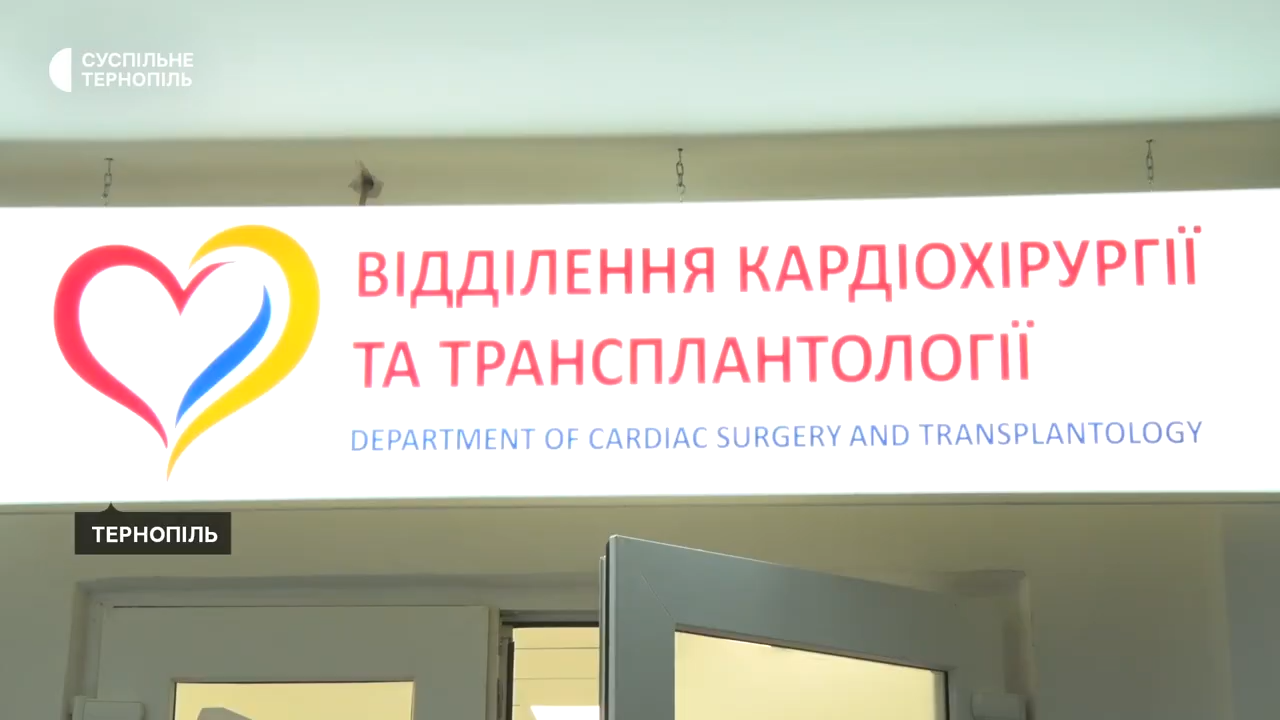 СУСПІЛЬНЕ
ТЕРНОПІЛЬ
ВІДДІЛЕННЯ КАРДІОХІРУРГІЇ
ТА ТРАНСПЛАНТОЛОГІЇ
DEPARTMENT OF CARDIAC SURGERY AND TRANSPLANTOLOGY
ТЕРНОПІЛЬ